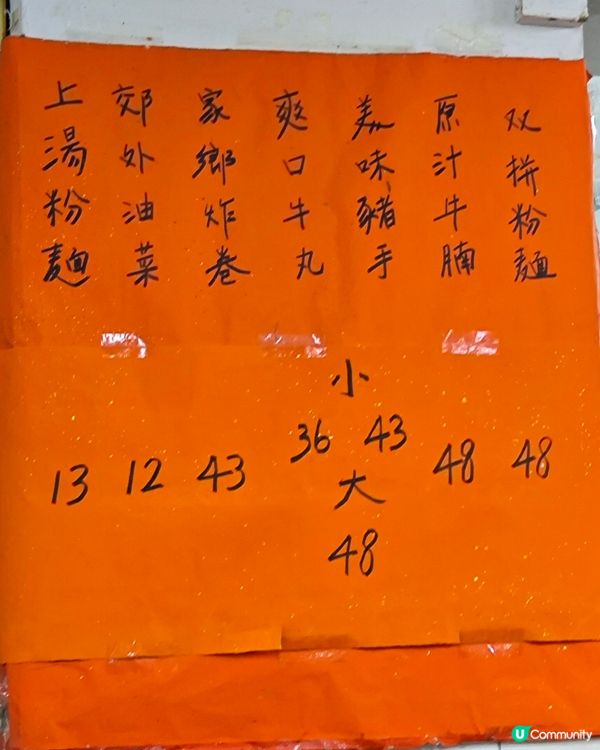 双拼粉麵
原汁牛腩
美味豬手
爽口牛丸
家鄉炸卷
郊外油菜
上湯粉麵
小
13 12 43 36 43 48 48
大
48
U Community